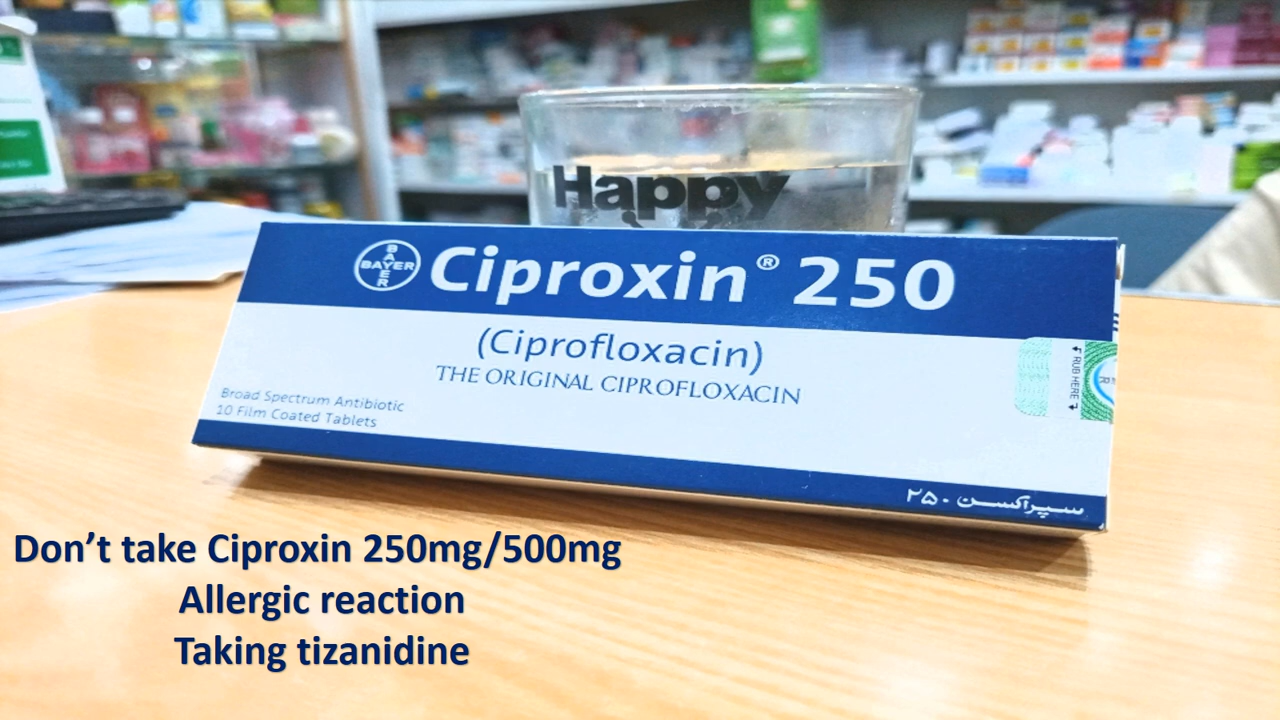 Happy
BAYER
BAYER
Ciproxin® 250
(Ciprofloxacin)
THE ORIGINAL CIPROFLOXACIN
Broad Spectrum Antibiotic
10 Film Coated Tablets
RUB HERE
سپراکسن ۲۵۰
Don’t take Ciproxin 250mg/500mg
Allergic reaction
Taking tizanidine